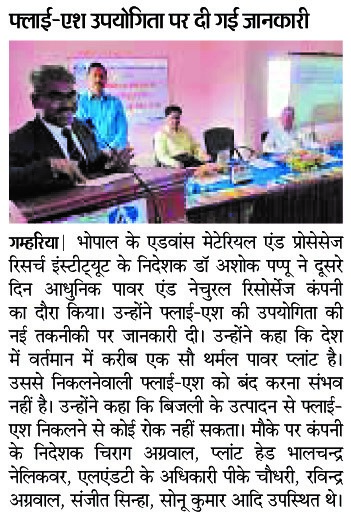 फ्लाई-एश उपयोगिता पर दी गई जानकारी
गम्हरिया| भोपाल के एडवांस मेटेरियल एंड प्रोसेसेज
रिसर्च इंस्टीट्यूट के निदेशक डॉ अशोक पप्पू ने दूसरे
दिन आधुनिक पावर एंड नेचुरल रिसोर्सेज कंपनी
का दौरा किया। उन्होंने फ्लाई-एश की उपयोगिता की
नई तकनीकी पर जानकारी दी। उन्होंने कहा कि देश
में वर्तमान में करीब एक सौ थर्मल पावर प्लांट है।
उससे निकलनेवाली फ्लाई-एश को बंद करना संभव
नहीं है। उन्होंने कहा कि बिजली के उत्पादन से फ्लाई-
एश निकलने से कोई रोक नहीं सकता। मौके पर कंपनी
के निदेशक चिराग अग्रवाल, प्लांट हेड भालचन्द्र
नेलिकवर, एलएंडटी के अधिकारी पीके चौधरी, रविन्द्र
अग्रवाल, संजीत सिन्हा, सोनू कुमार आदि उपस्थित थे।